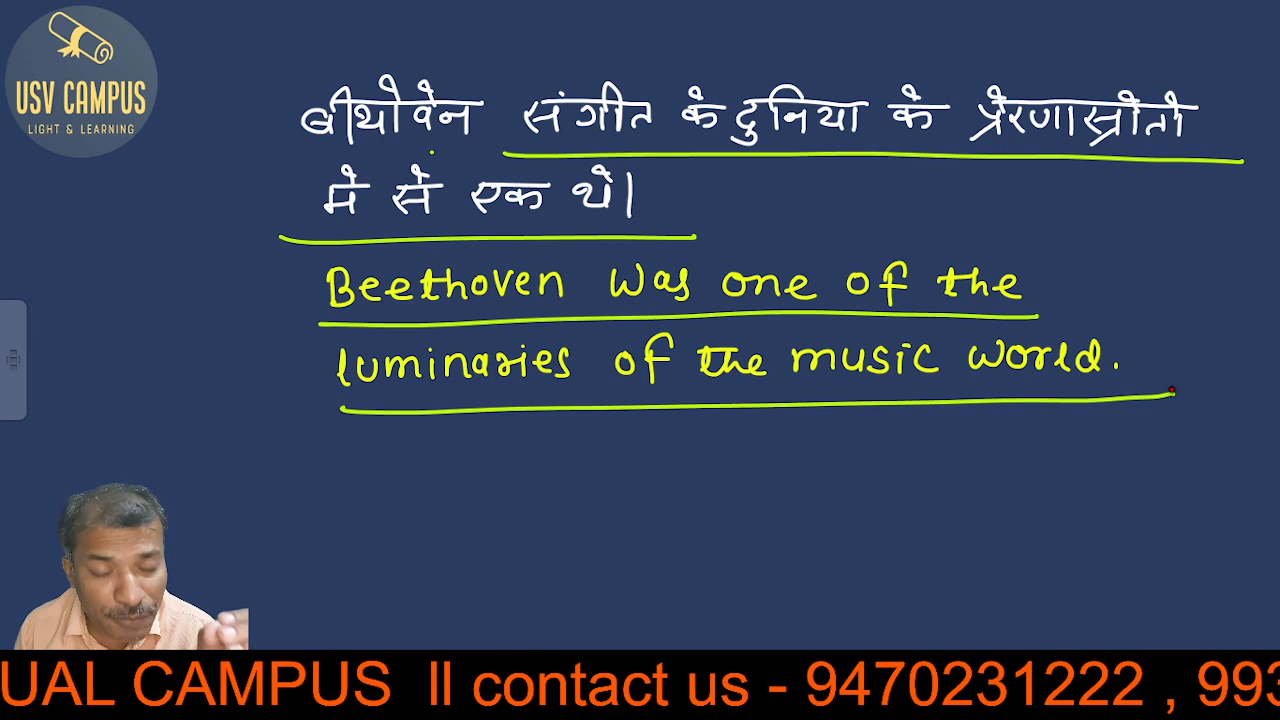 USV CAMPUS
LIGHT & LEARNING
बीथोवेन संगीत के दुनिया के प्रेरणास्रोतो
मे से एक थे।
Beethoven was one of the
luminaries of the music world.
UAL CAMPUS ll contact us - 9470231222 , 993